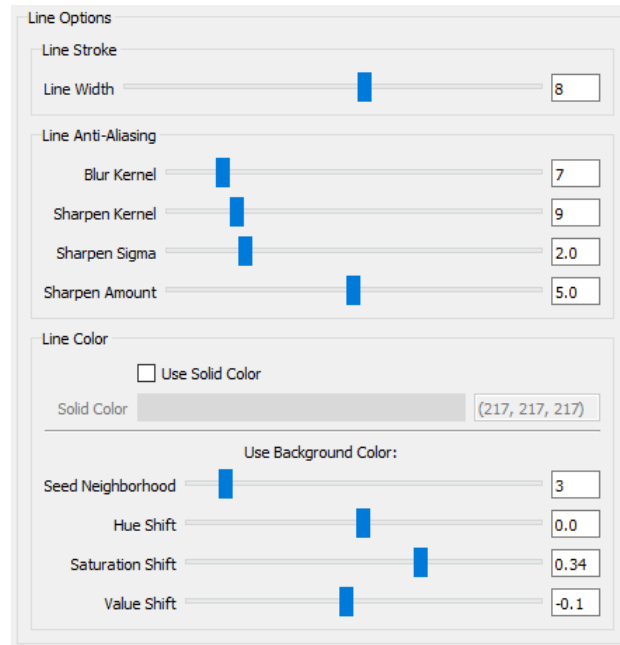 Line Options
Line Stroke
Line Width 8
Line Anti-Aliasing
Blur Kernel 7
Sharpen Kernel 9
Sharpen Sigma 2.0
Sharpen Amount 5.0
Line Color
Use Solid Color
Solid Color (217, 217, 217)
Use Background Color:
Seed Neighborhood 3
Hue Shift 0.0
Saturation Shift 0.34
Value Shift -0.1